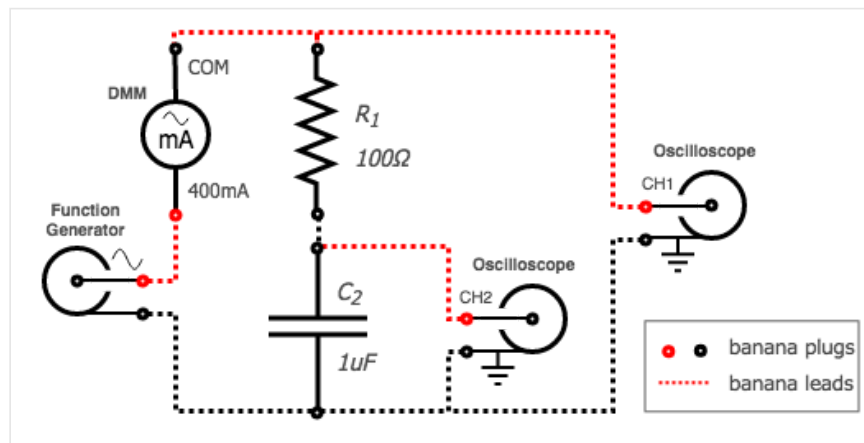 COM
DMM
mA
400mA
R1
100Ω
Function
Generator
Oscilloscope
CH1
Oscilloscope
CH2
C2
1uF
banana plugs
banana leads